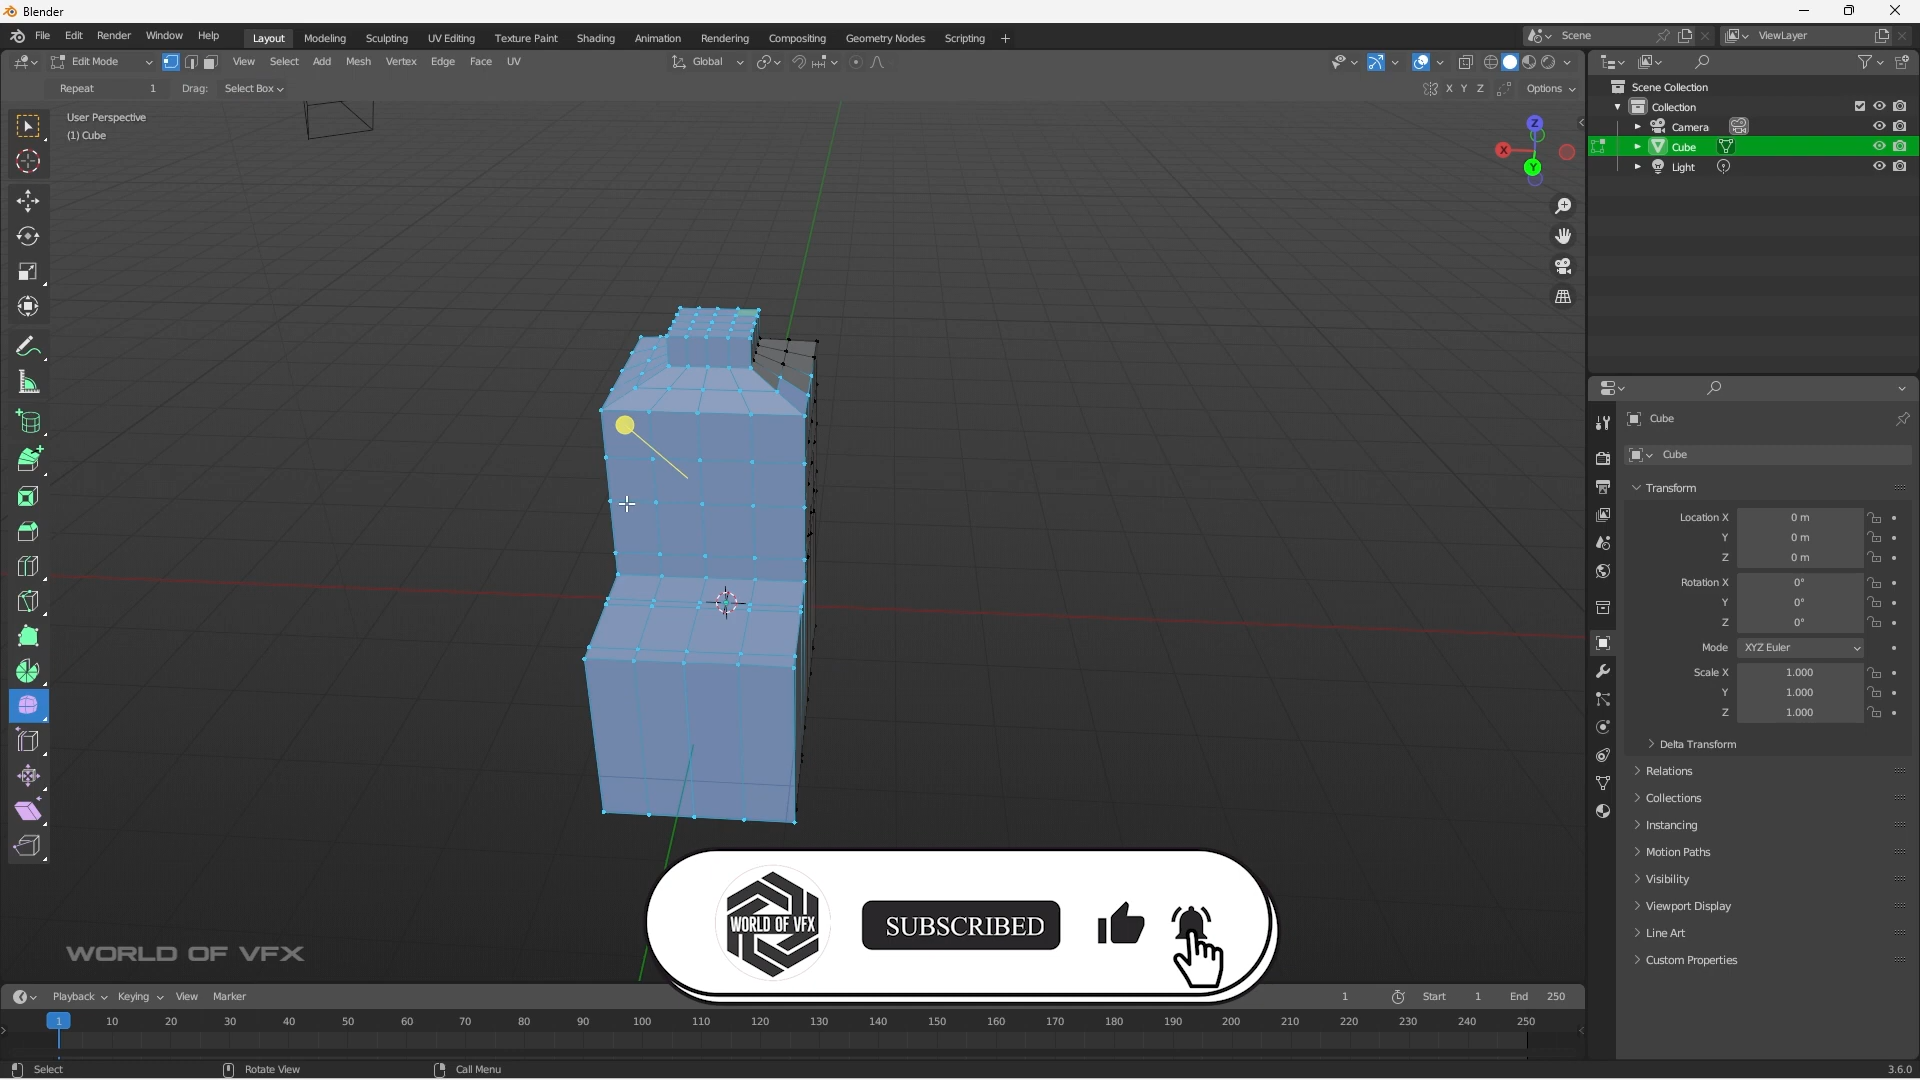 Blender
File Edit Render Window Help Layout Modeling Sculpting UV Editing Texture Paint Shading Animation Rendering Compositing Geometry Nodes Scripting + Scene ViewLayer
Edit Mode View Select Add Mesh Vertex Edge Face UV Global
Repeat 1 Drag: Select Box X Y Z Options
User Perspective
(1) Cube
Z
X
Y
Scene Collection
Collection
Camera
Cube
Light
Cube
Cube
Transform
Location X 0 m
Y 0 m
Z 0 m
Rotation X 0°
Y 0°
Z 0°
Mode XYZ Euler
Scale X 1.000
Y 1.000
Z 1.000
Delta Transform
Relations
Collections
Instancing
Motion Paths
Visibility
Viewport Display
Line Art
Custom Properties
WORLD OF VFX
WORLD OF VFX
SUBSCRIBED
Playback Keying View Marker 1 Start 1 End 250
1 10 20 30 40 50 60 70 80 90 100 110 120 130 140 150 160 170 180 190 200 210 220 230 240 250
Select Rotate View Call Menu 3.6.0